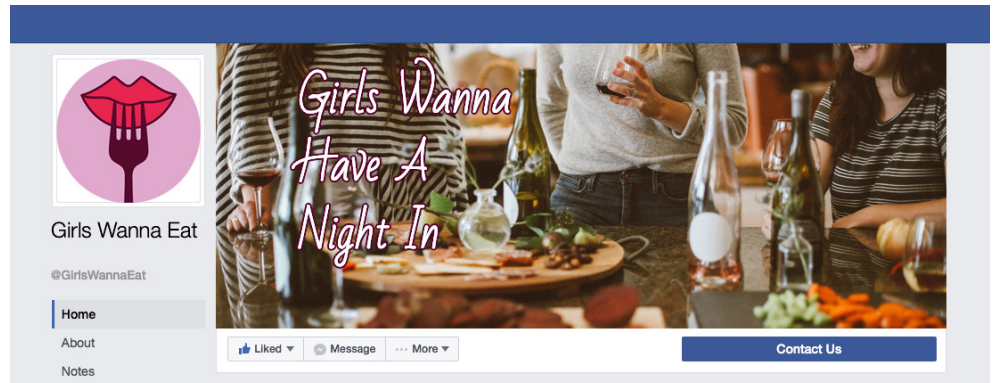 Girls Wanna
Have A
Night In
Girls Wanna Eat
@GirlsWannaEat
Home
About
Notes
Liked
Message
More
Contact Us